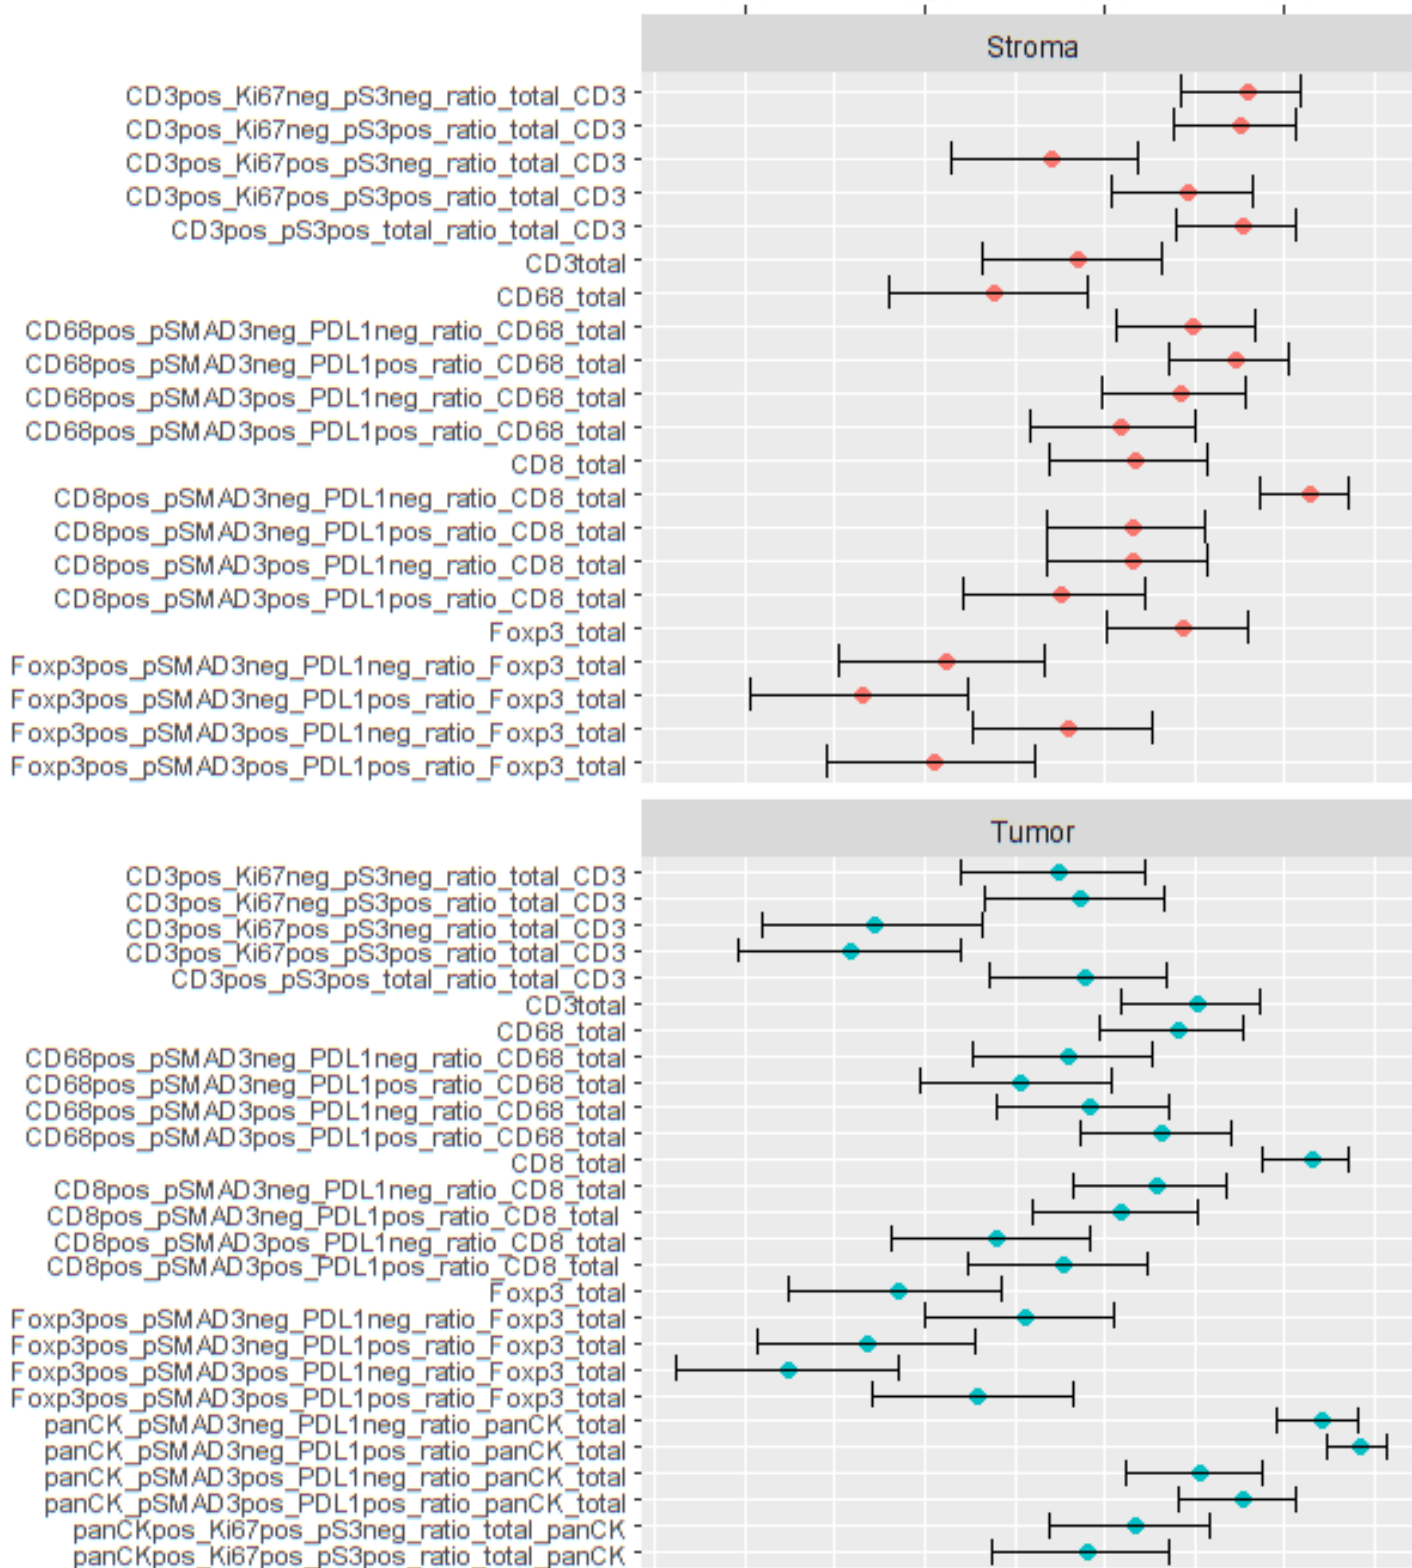 Stroma
CD3pos_Ki67neg_pS3neg_ratio_total_CD3
CD3pos_Ki67neg_pS3pos_ratio_total_CD3
CD3pos_Ki67pos_pS3neg_ratio_total_CD3
CD3pos_Ki67pos_pS3pos_ratio_total_CD3
CD3pos_pS3pos_total_ratio_total_CD3
CD3total
CD68_total
CD68pos_pSMAD3neg_PDL1neg_ratio_CD68_total
CD68pos_pSMAD3neg_PDL1pos_ratio_CD68_total
CD68pos_pSMAD3pos_PDL1neg_ratio_CD68_total
CD68pos_pSMAD3pos_PDL1pos_ratio_CD68_total
CD8_total
CD8pos_pSMAD3neg_PDL1neg_ratio_CD8_total
CD8pos_pSMAD3neg_PDL1pos_ratio_CD8_total
CD8pos_pSMAD3pos_PDL1neg_ratio_CD8_total
CD8pos_pSMAD3pos_PDL1pos_ratio_CD8_total
Foxp3_total
Foxp3pos_pSMAD3neg_PDL1neg_ratio_Foxp3_total
Foxp3pos_pSMAD3neg_PDL1pos_ratio_Foxp3_total
Foxp3pos_pSMAD3pos_PDL1neg_ratio_Foxp3_total
Foxp3pos_pSMAD3pos_PDL1pos_ratio_Foxp3_total
Tumor
CD3pos_Ki67neg_pS3neg_ratio_total_CD3
CD3pos_Ki67neg_pS3pos_ratio_total_CD3
CD3pos_Ki67pos_pS3neg_ratio_total_CD3
CD3pos_Ki67pos_pS3pos_ratio_total_CD3
CD3pos_pS3pos_total_ratio_total_CD3
CD3total
CD68_total
CD68pos_pSMAD3neg_PDL1neg_ratio_CD68_total
CD68pos_pSMAD3neg_PDL1pos_ratio_CD68_total
CD68pos_pSMAD3pos_PDL1neg_ratio_CD68_total
CD68pos_pSMAD3pos_PDL1pos_ratio_CD68_total
CD8_total
CD8pos_pSMAD3neg_PDL1neg_ratio_CD8_total
CD8pos_pSMAD3neg_PDL1pos_ratio_CD8_total
CD8pos_pSMAD3pos_PDL1neg_ratio_CD8_total
CD8pos_pSMAD3pos_PDL1pos_ratio_CD8_total
Foxp3_total
Foxp3pos_pSMAD3neg_PDL1neg_ratio_Foxp3_total
Foxp3pos_pSMAD3neg_PDL1pos_ratio_Foxp3_total
Foxp3pos_pSMAD3pos_PDL1neg_ratio_Foxp3_total
Foxp3pos_pSMAD3pos_PDL1pos_ratio_Foxp3_total
panCK_pSMAD3neg_PDL1neg_ratio_panCK_total
panCK_pSMAD3neg_PDL1pos_ratio_panCK_total
panCK_pSMAD3pos_PDL1neg_ratio_panCK_total
panCK_pSMAD3pos_PDL1pos_ratio_panCK_total
panCKpos_Ki67pos_pS3neg_ratio_total_panCK
panCKpos_Ki67pos_pS3pos_ratio_total_panCK